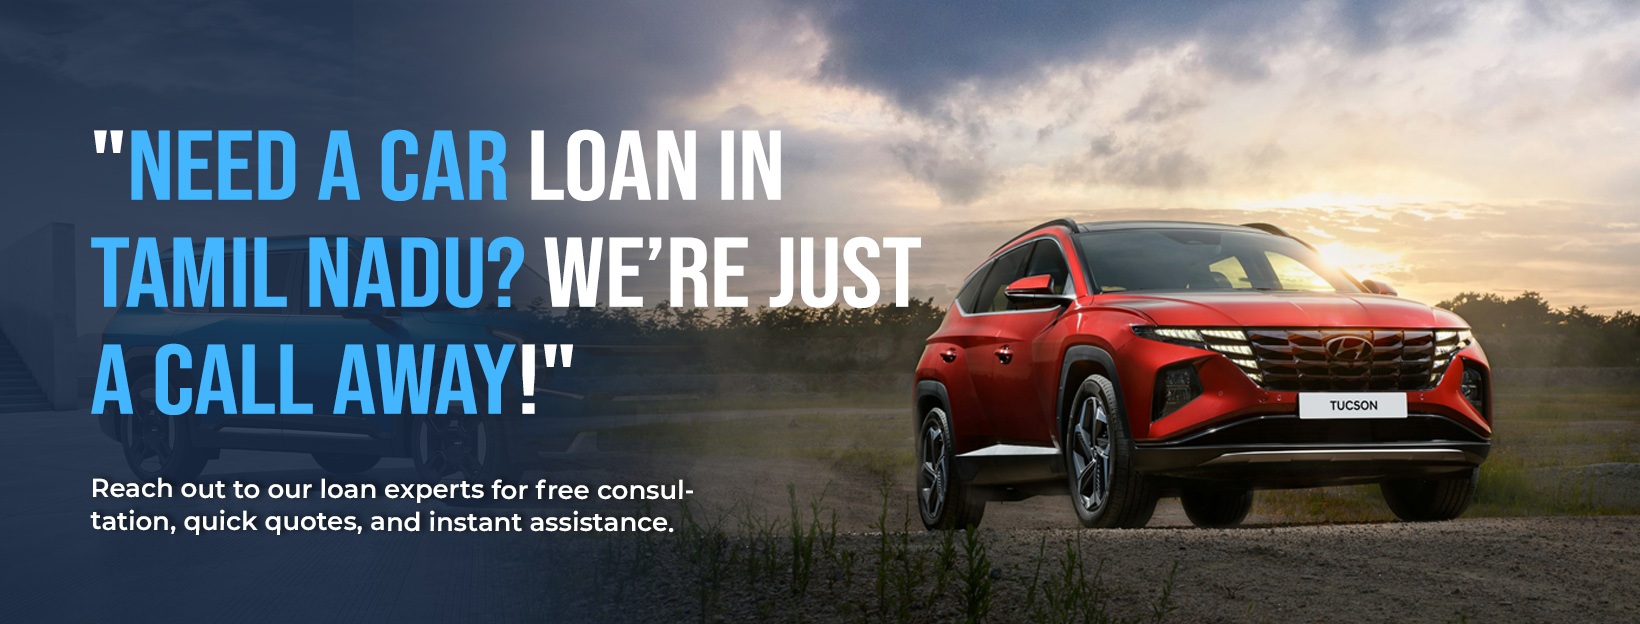 "NEED A CAR LOAN IN
TAMIL NADU? WE’RE JUST
A CALL AWAY!"
Reach out to our loan experts for free consul-
tation, quick quotes, and instant assistance.
TUCSON